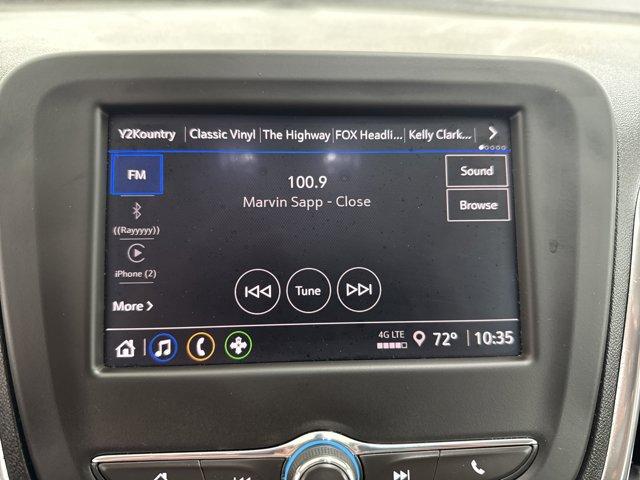 Y2Kountry Classic Vinyl The Highway FOX Headli... Kelly Clark...
FM
100.9
Sound
Marvin Sapp - Close
Browse
((Rayyyyy))
iPhone (2)
Tune
More >
4G LTE 72° 10:35